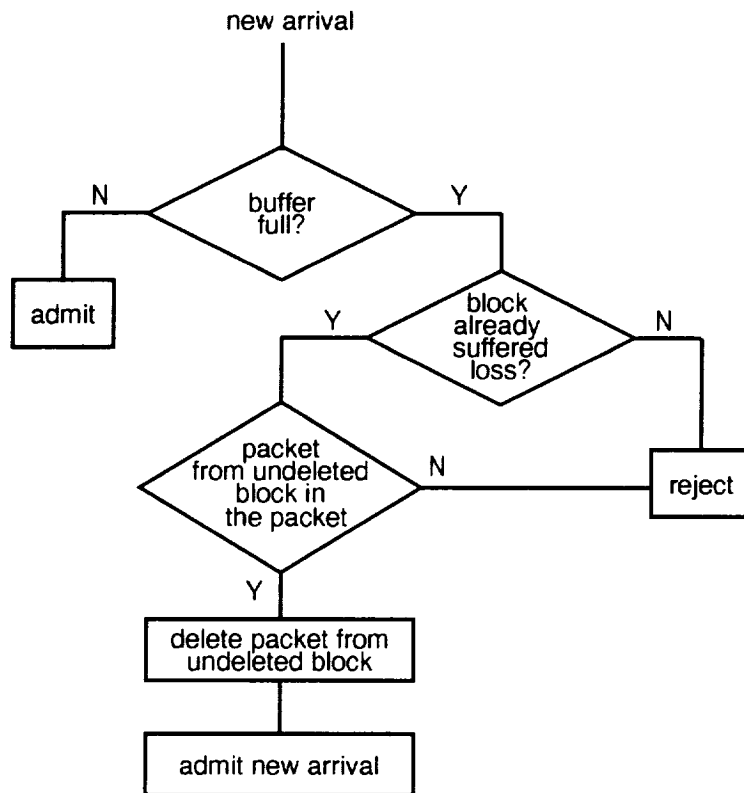 new arrival
N
buffer
full?
Y
admit
Y
block
already
suffered
loss?
N
packet
from undeleted
block in
the packet
N
reject
Y
delete packet from
undeleted block
admit new arrival